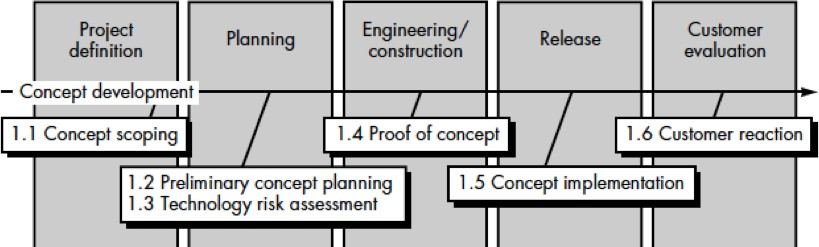 Project
definition
Planning
Engineering/
construction
Release
Customer
evaluation
Concept development
1.1 Concept scoping
1.4 Proof of concept
1.6 Customer reaction
1.2 Preliminary concept planning
1.3 Technology risk assessment
1.5 Concept implementation